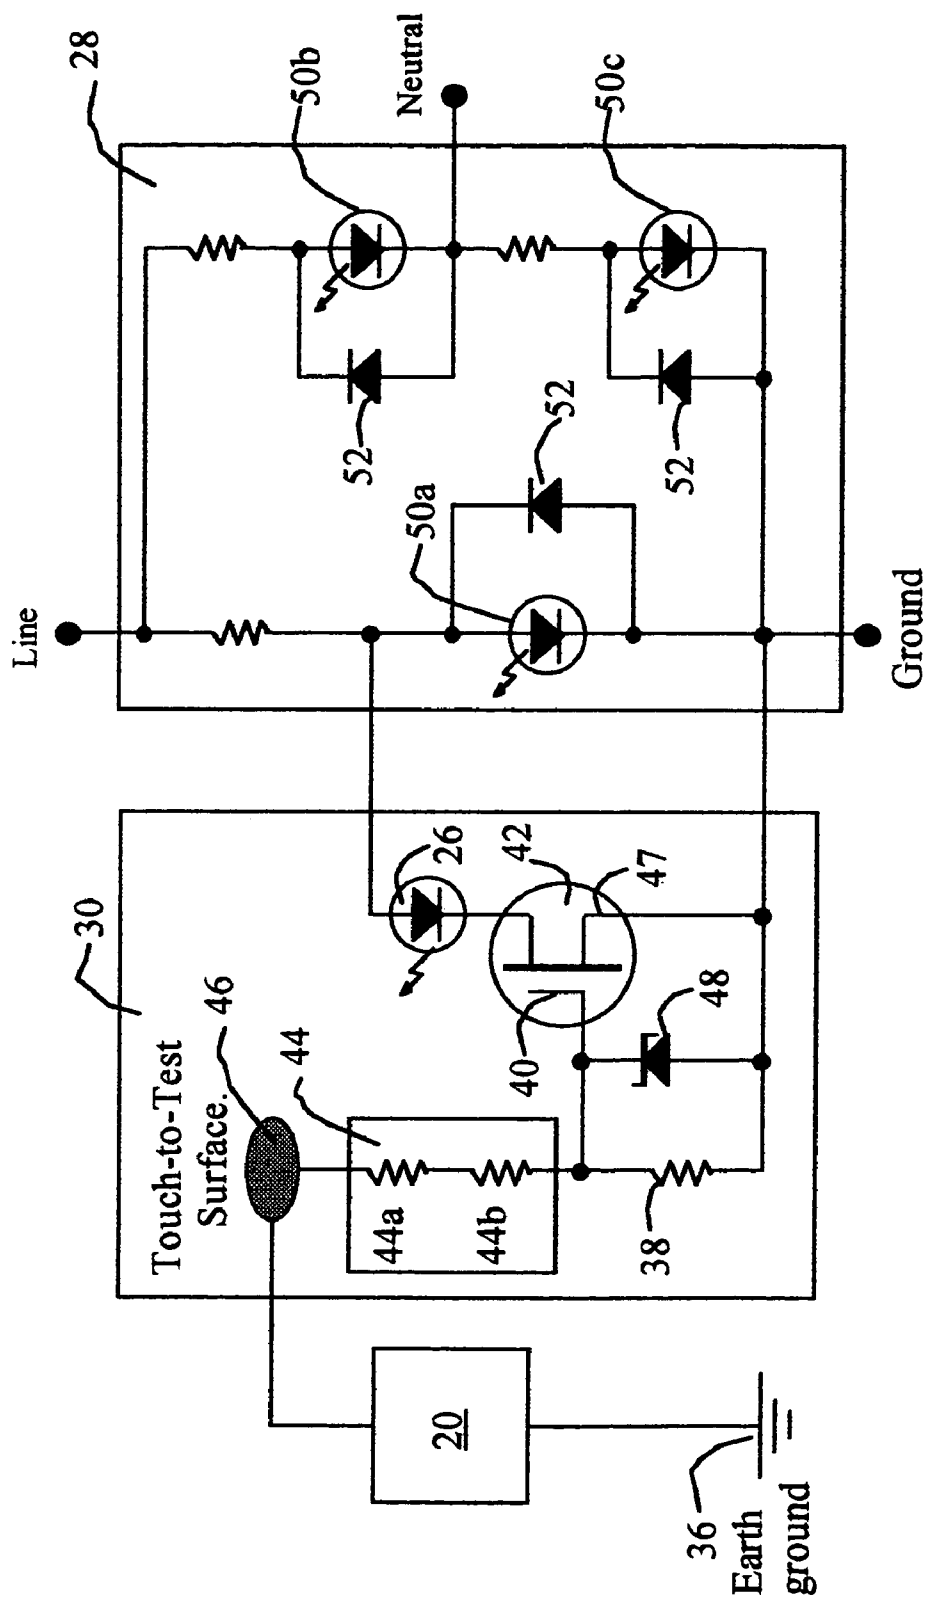 28
50b
Neutral
50c
52
52
52
50a
Line
Ground
30
26
42
47
Touch-to-Test
Surface.
46
44
40
48
44a
44b
38
20
36
Earth
ground